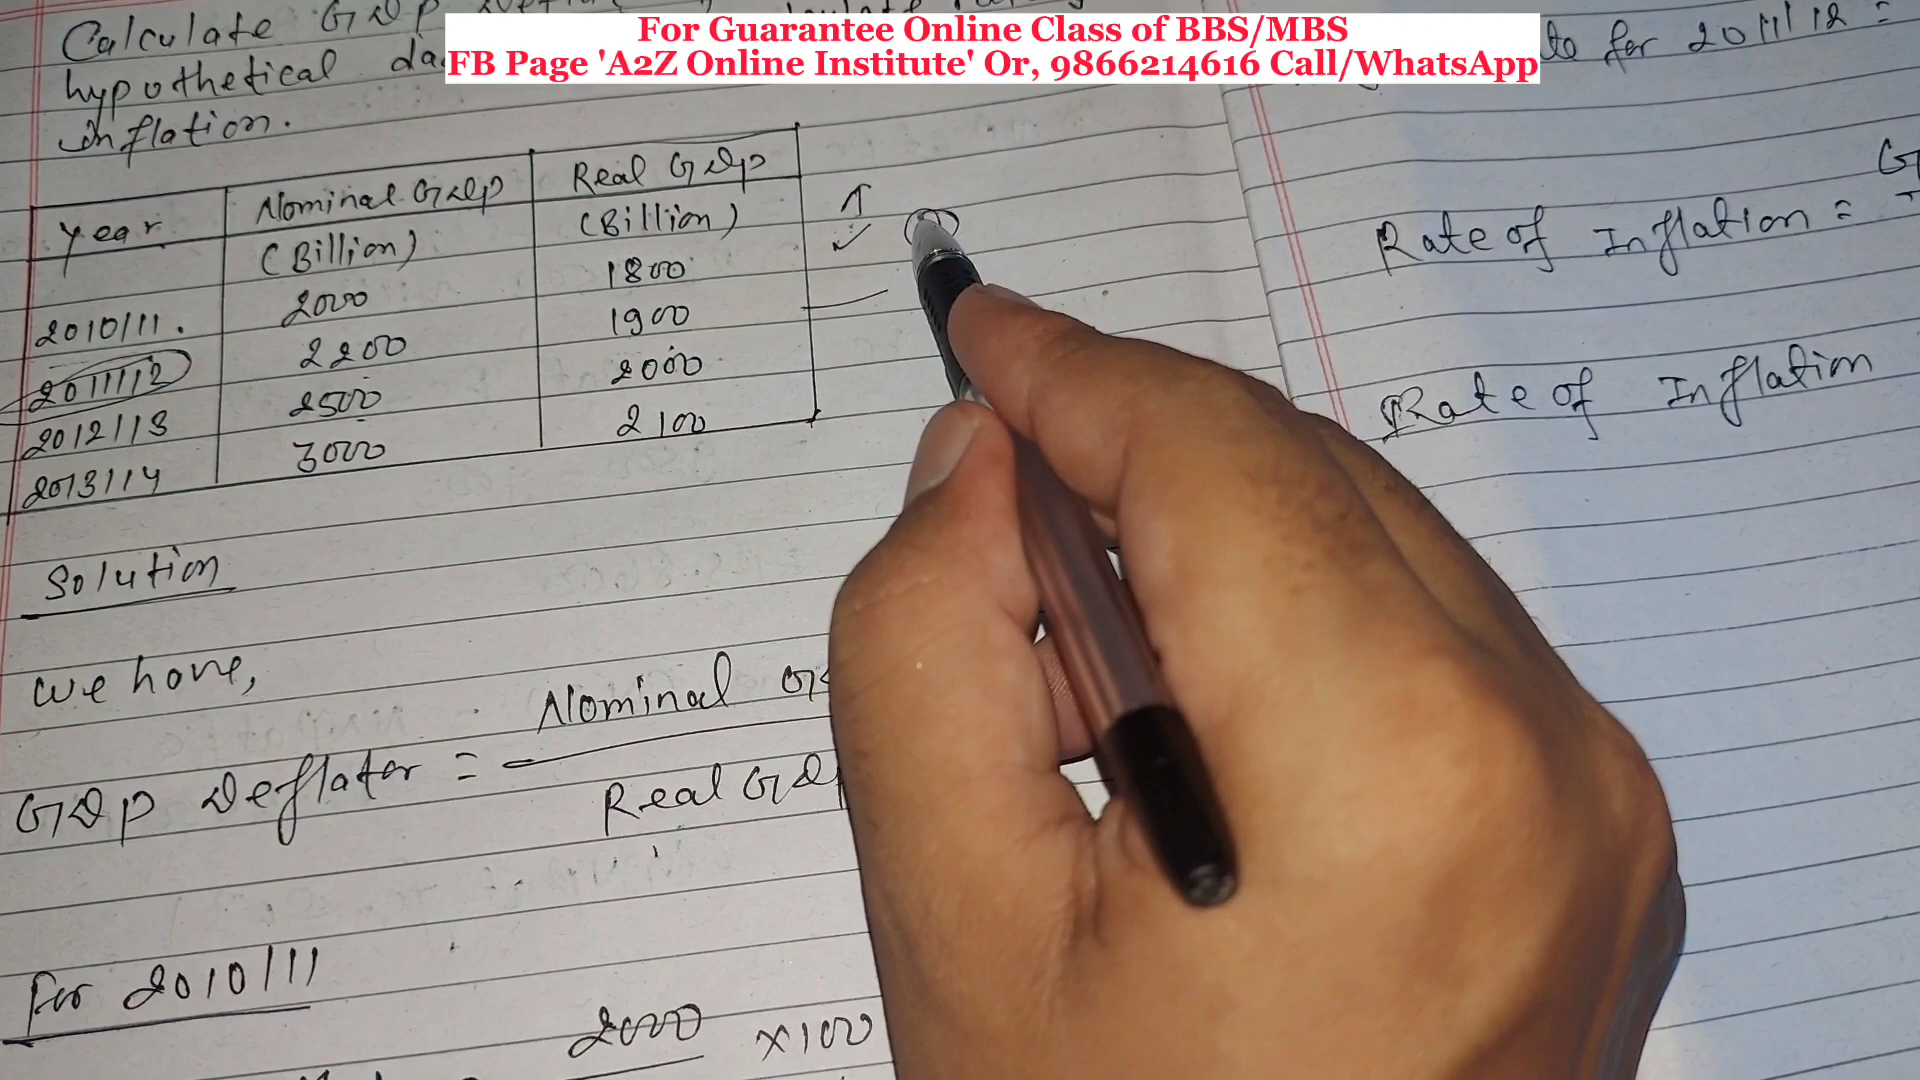 For Guarantee Online Class of BBS/MBS
FB Page 'A2Z Online Institute' Or, 9866214616 Call/WhatsApp
Calculate GDP
hypothetical da
inflation.
Year | Nominal GDP (Billion) | Real GDP (Billion)
2010/11. | 2000 | 1800
2011/12 | 2200 | 1900
2012/13 | 2500 | 2000
2013/14 | 3000 | 2100
Solution
We have,
GDP Deflator = Nominal
Real GDP
For 2010/11
2000 ×100
for 2011/12 =
Rate of Inflation =
Rate of Inflation